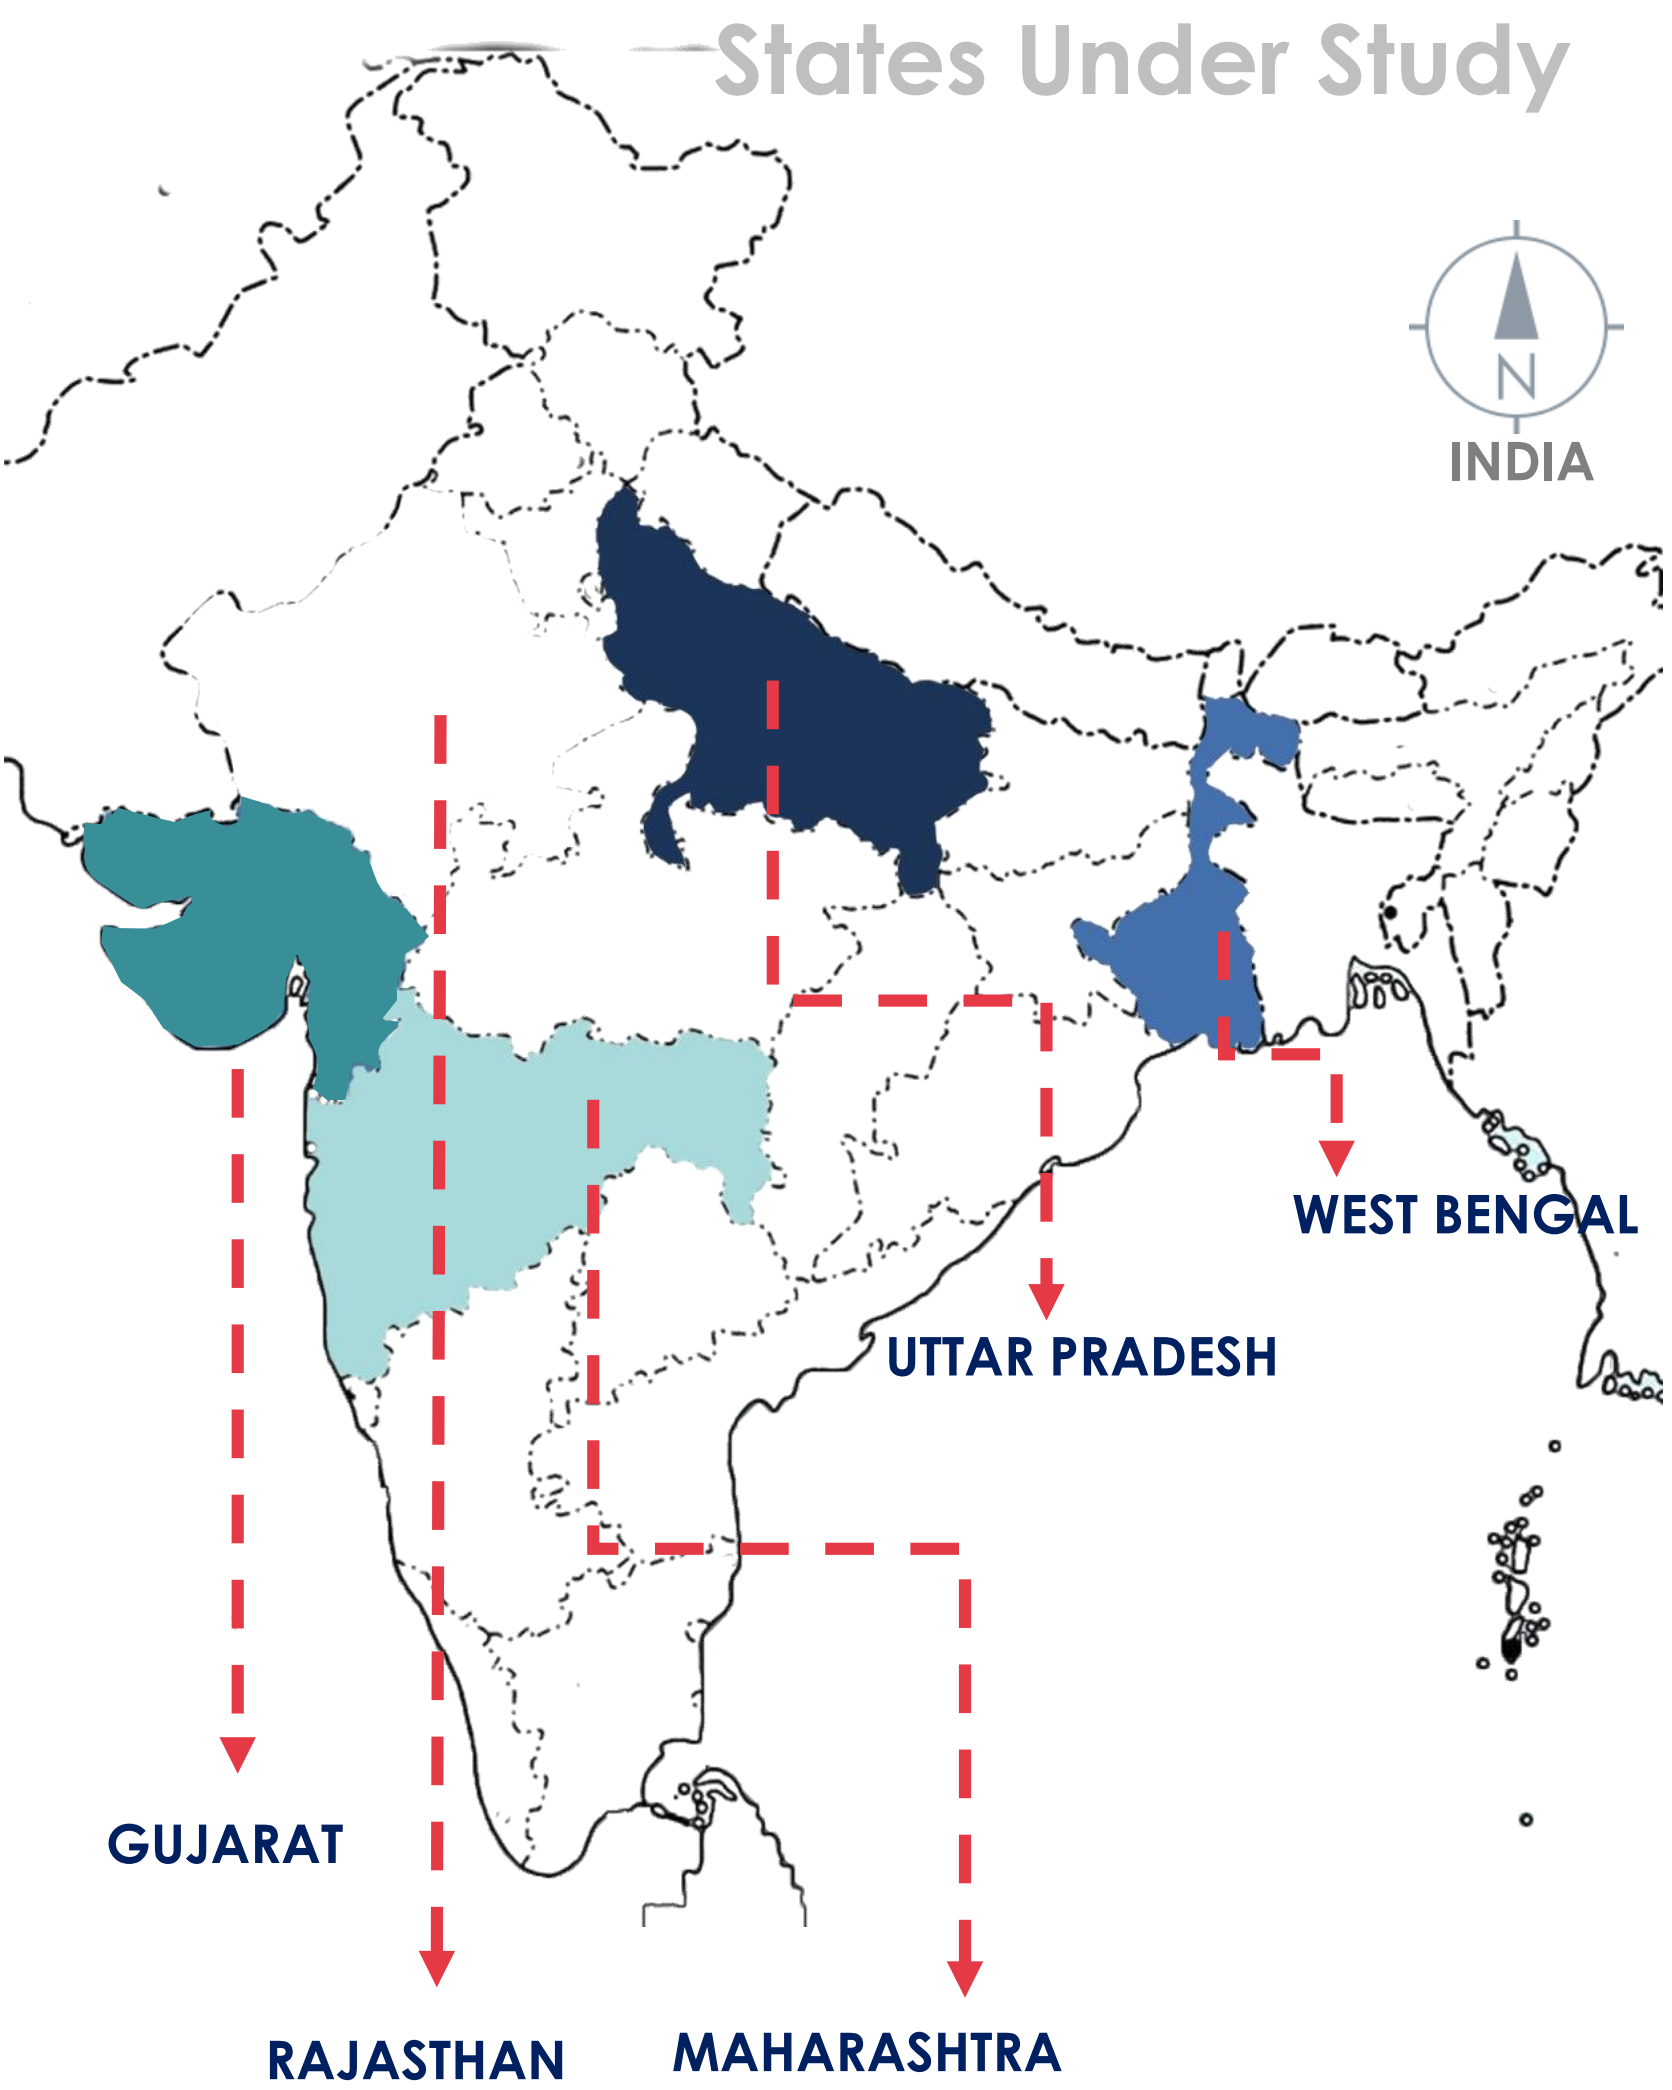 States Under Study
N
INDIA
WEST BENGAL
UTTAR PRADESH
GUJARAT
RAJASTHAN
MAHARASHTRA